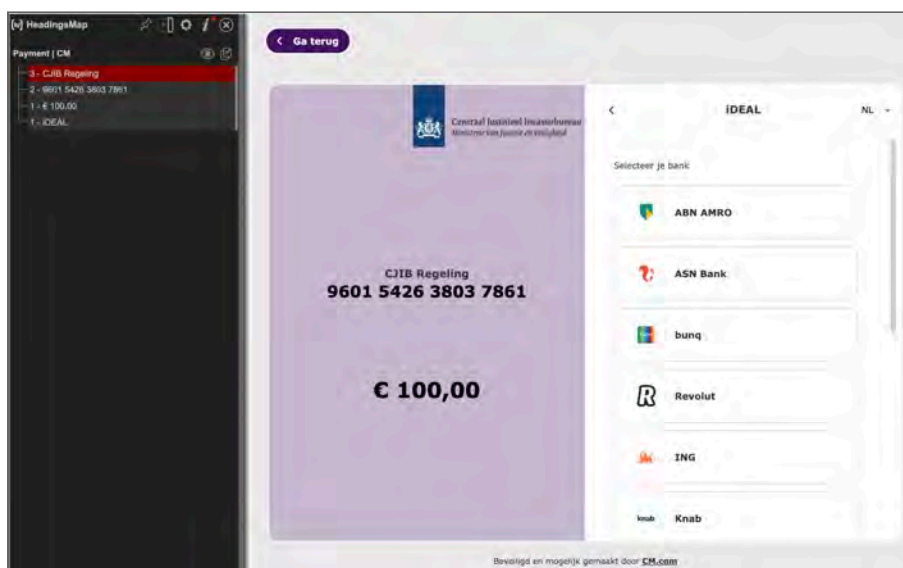 HeadingsMap
Payment | CM
3 - CJIB Regeling
2 - 9601 5426 3803 7861
1 - € 100,00
1 - iDEAL
Ga terug
Centraal Justitieel Incassobureau
Ministerie van Justitie en Veiligheid
CJIB Regeling
9601 5426 3803 7861
€ 100,00
iDEAL
NL
Selecteer je bank
ABN AMRO
ASN Bank
bunq
Revolut
ING
knab Knab
Beveiligd en mogelijk gemaakt door CM.com